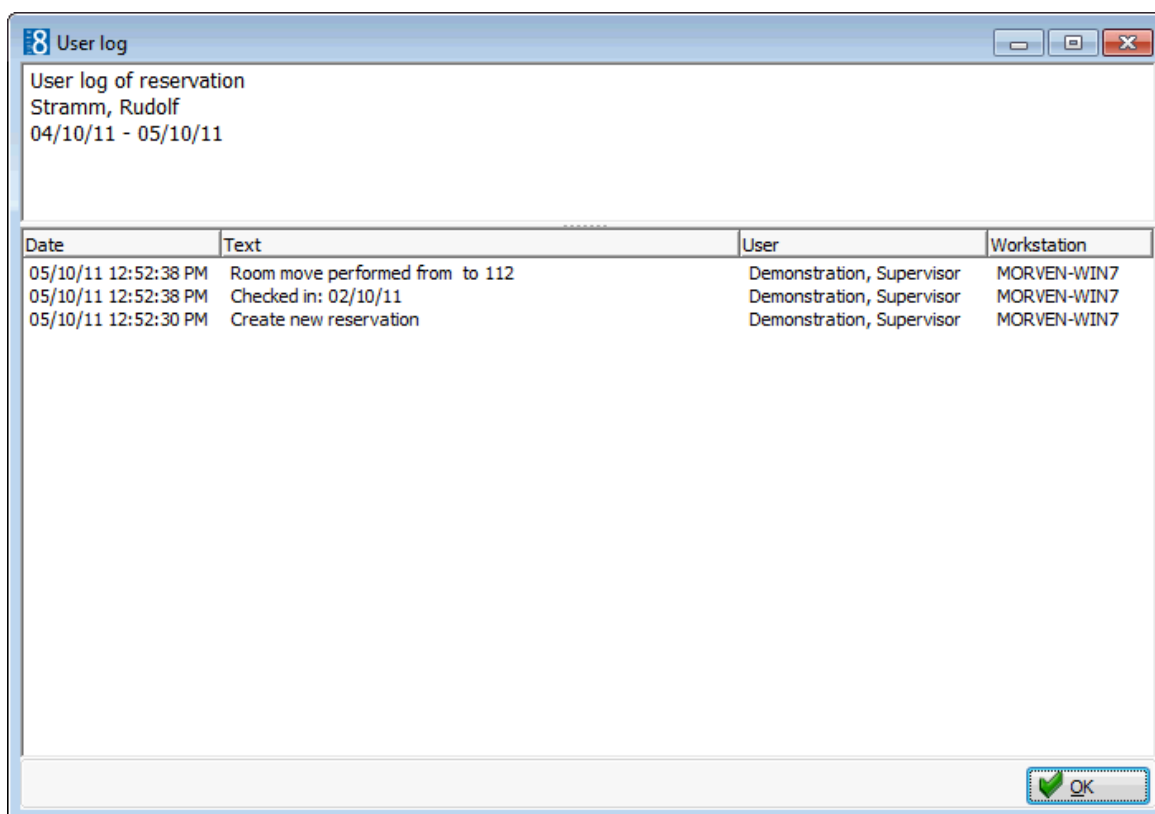 8 User log
User log of reservation
Stramm, Rudolf
04/10/11 - 05/10/11
Date Text User Workstation
05/10/11 12:52:38 PM Room move performed from  to 112 Demonstration, Supervisor MORVEN-WIN7
05/10/11 12:52:38 PM Checked in: 02/10/11 Demonstration, Supervisor MORVEN-WIN7
05/10/11 12:52:30 PM Create new reservation Demonstration, Supervisor MORVEN-WIN7
OK